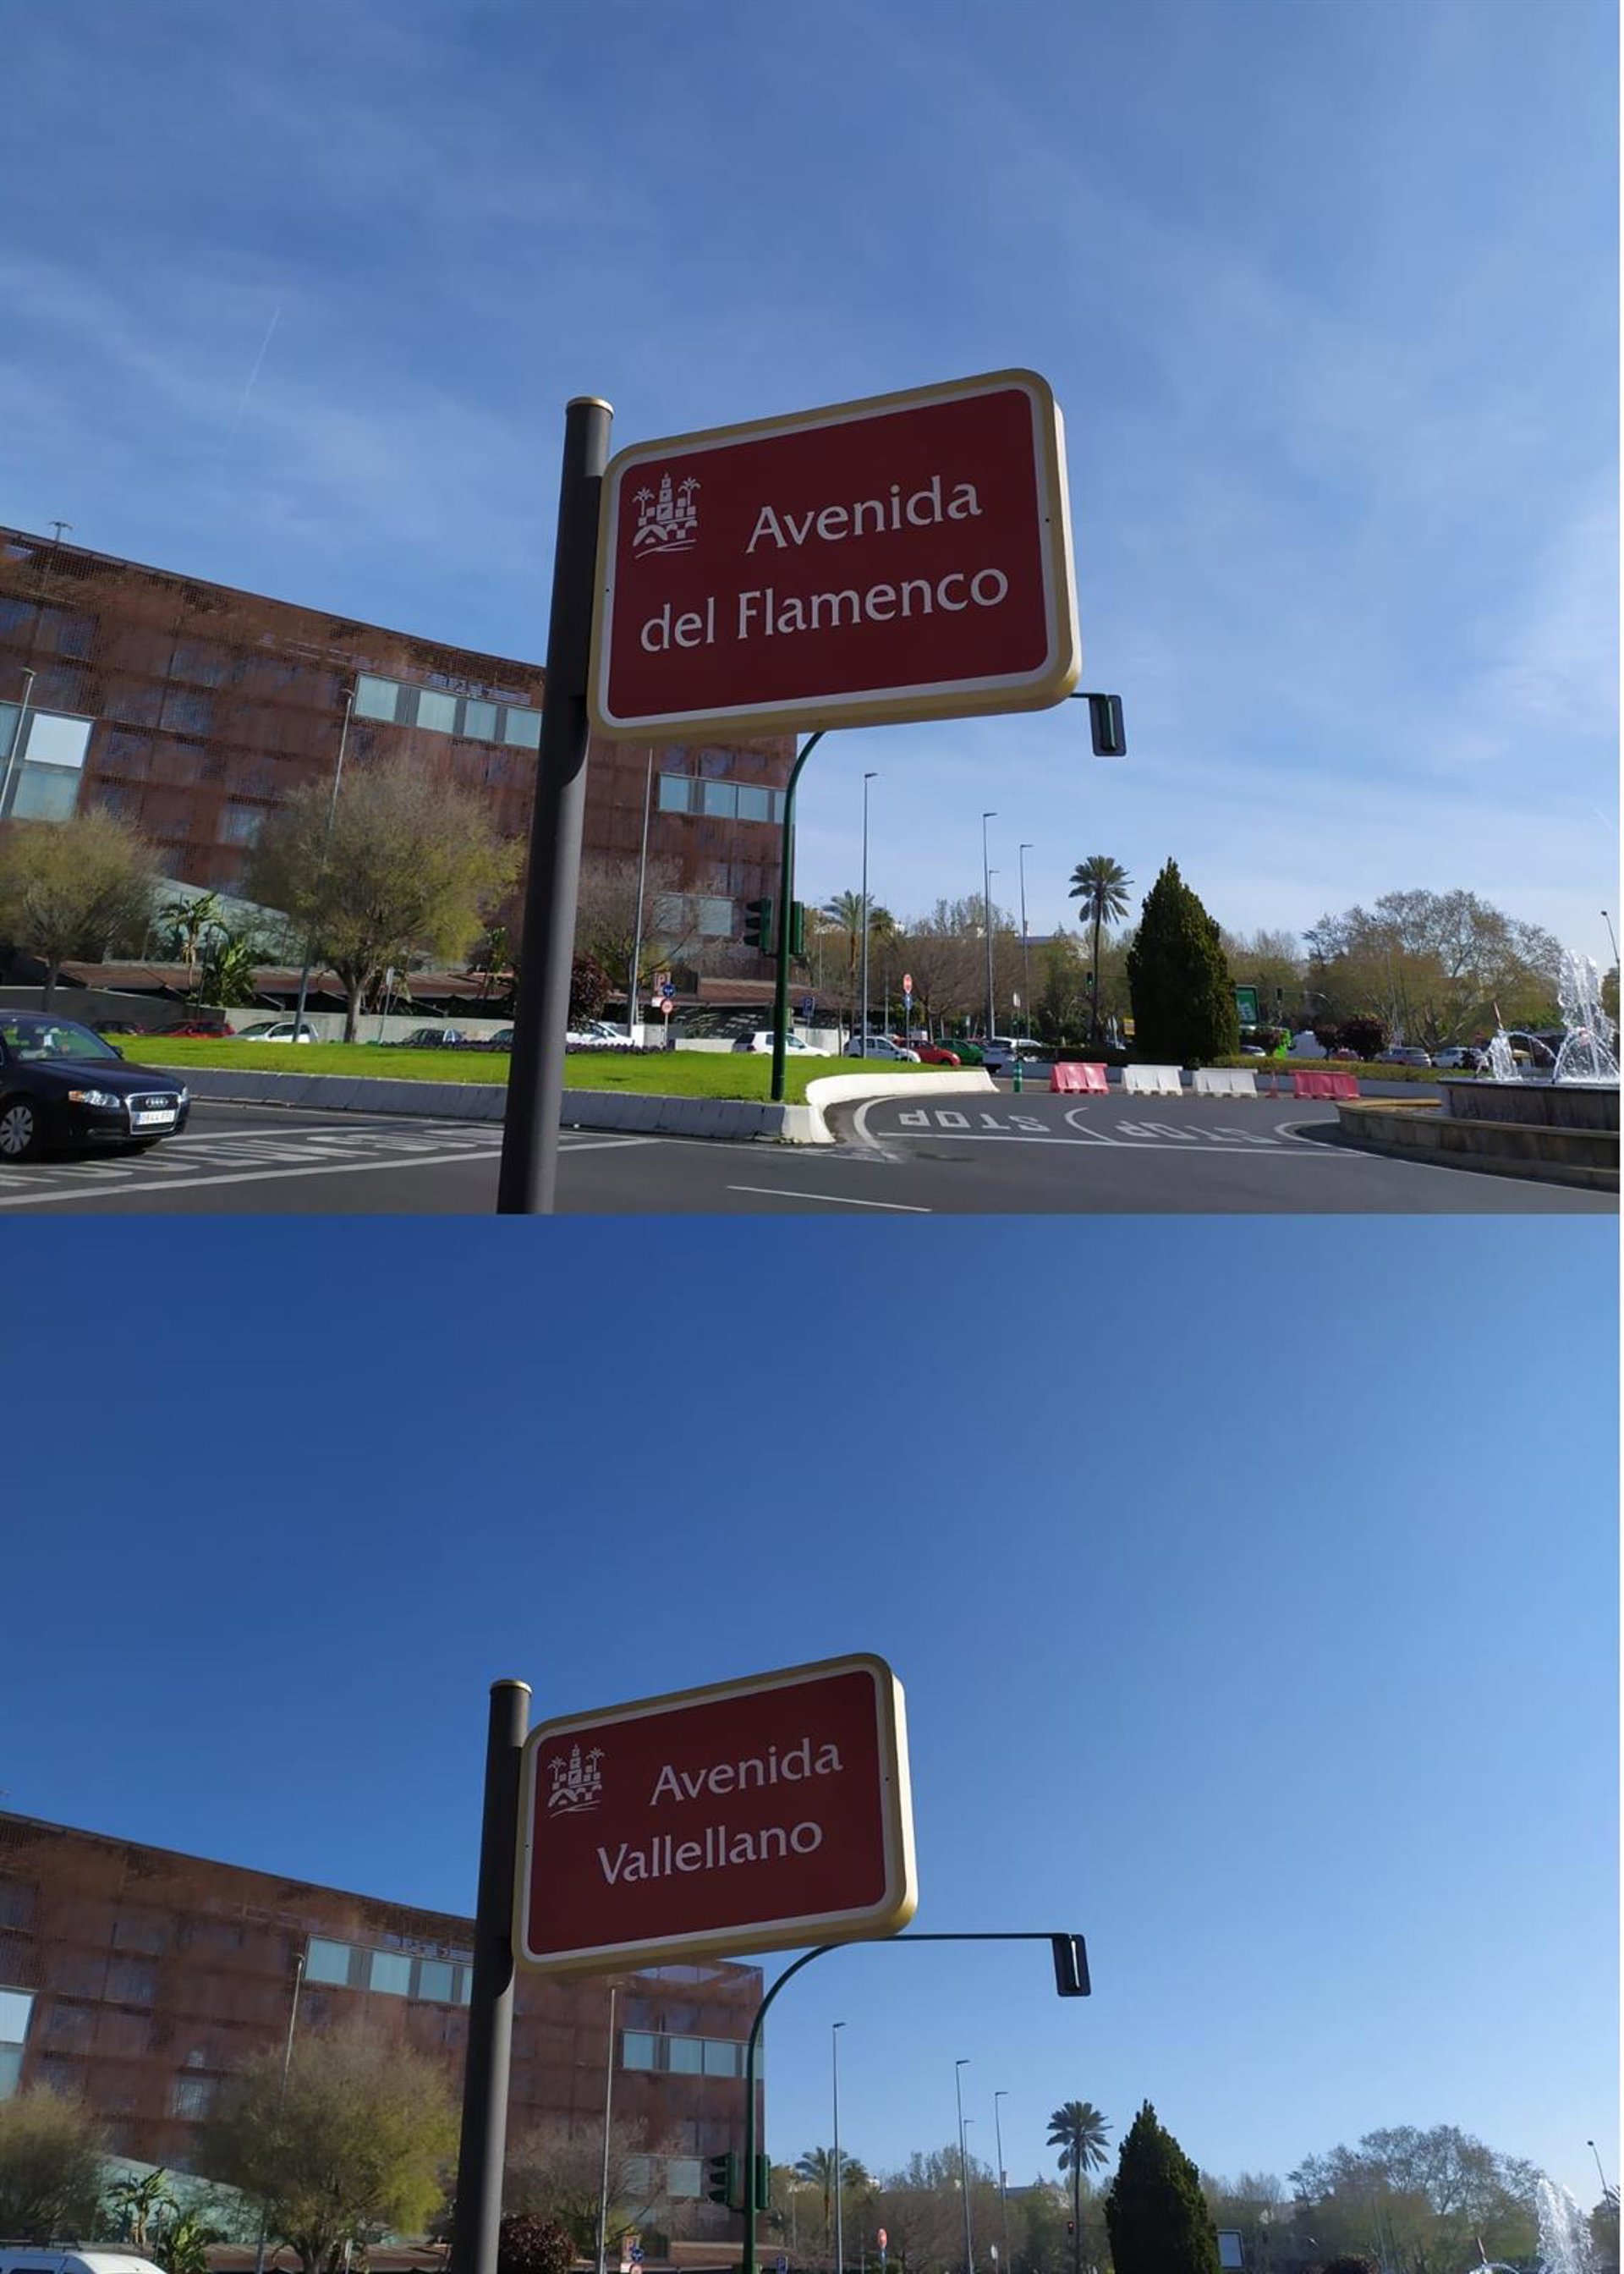 Avenida
del Flamenco
STOP
STOP
Avenida
Vallellano